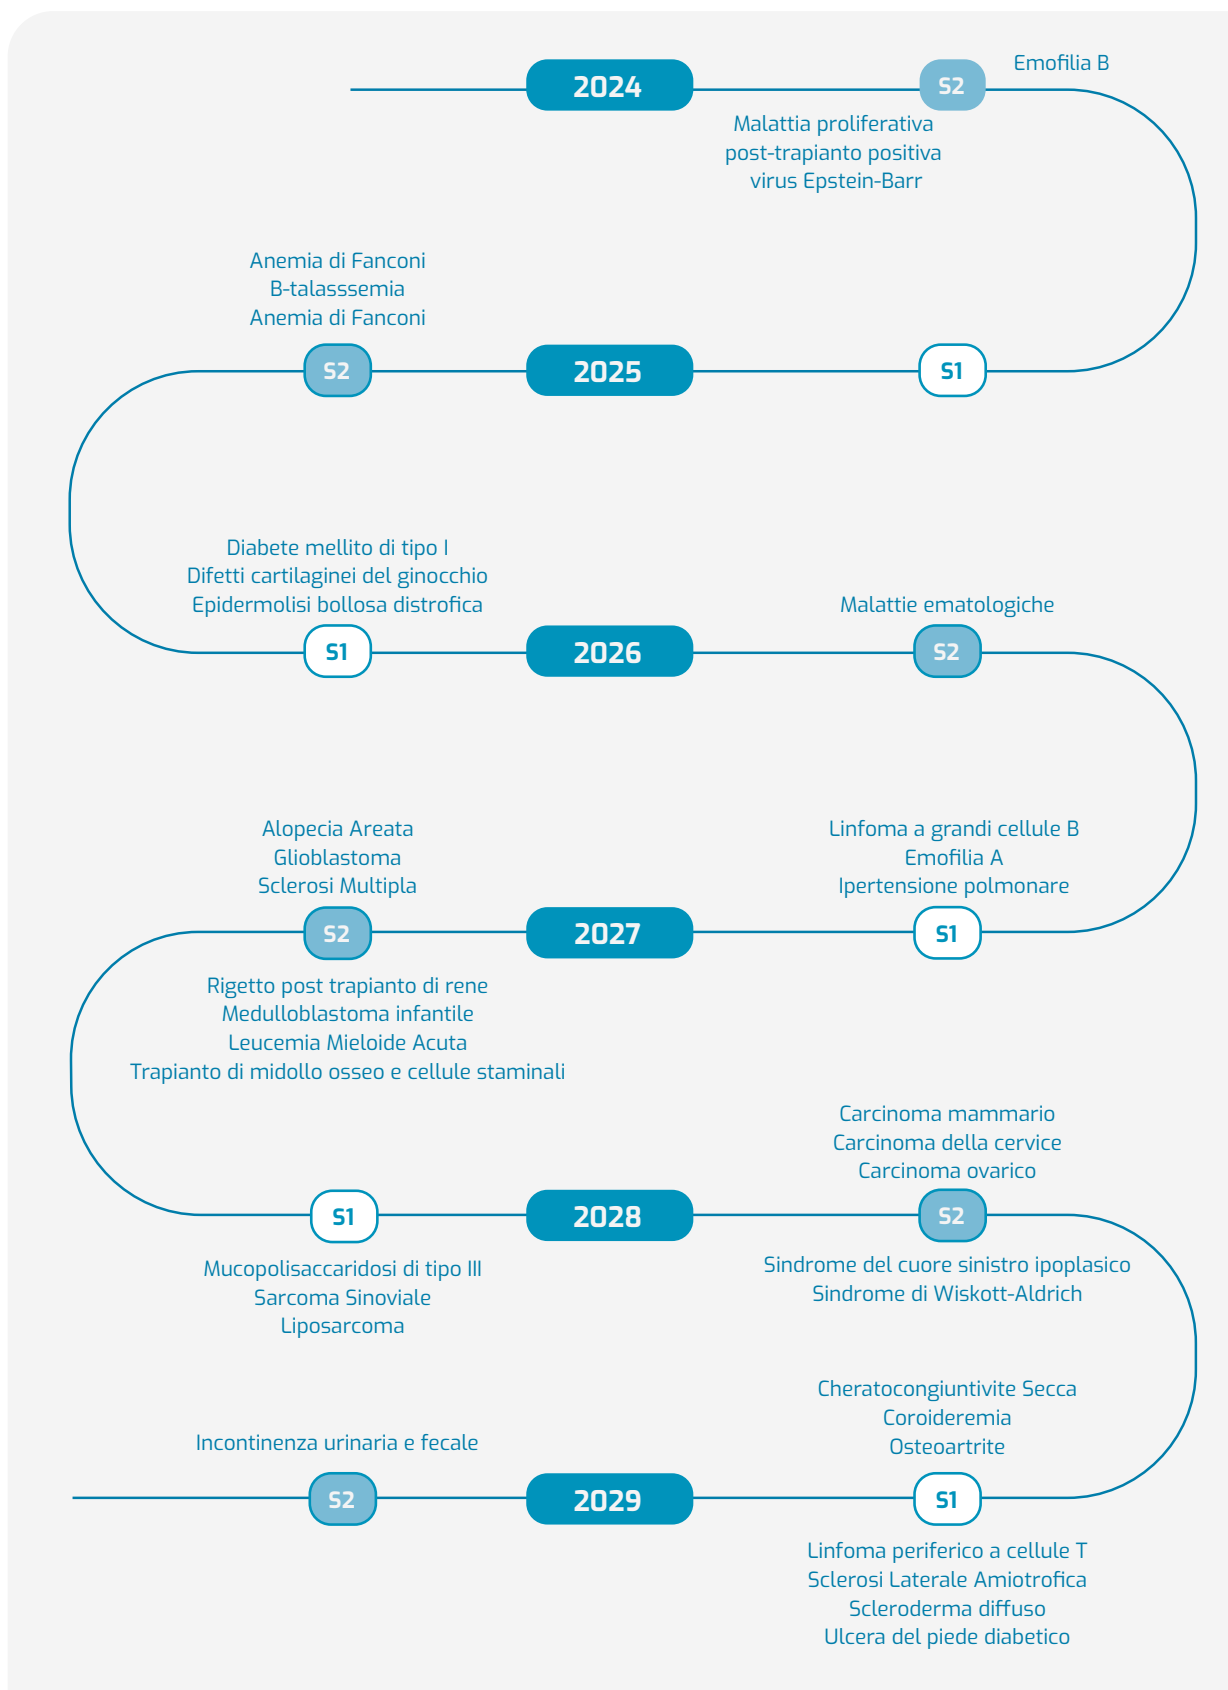 2024
S2
Emofilia B
Malattia proliferativa
post-trapianto positiva
virus Epstein-Barr
Anemia di Fanconi
B-talasssemia
Anemia di Fanconi
S2
2025
S1
Diabete mellito di tipo I
Difetti cartilaginei del ginocchio
Epidermolisi bollosa distrofica
S1
2026
Malattie ematologiche
S2
Alopecia Areata
Glioblastoma
Sclerosi Multipla
S2
Rigetto post trapianto di rene
Medulloblastoma infantile
Leucemia Mieloide Acuta
Trapianto di midollo osseo e cellule staminali
2027
Linfoma a grandi cellule B
Emofilia A
Ipertensione polmonare
S1
S1
Mucopolisaccaridosi di tipo III
Sarcoma Sinoviale
Liposarcoma
2028
Carcinoma mammario
Carcinoma della cervice
Carcinoma ovarico
S2
Sindrome del cuore sinistro ipoplasico
Sindrome di Wiskott-Aldrich
Incontinenza urinaria e fecale
S2
2029
Cheratocongiuntivite Secca
Coroideremia
Osteoartrite
S1
Linfoma periferico a cellule T
Sclerosi Laterale Amiotrofica
Scleroderma diffuso
Ulcera del piede diabetico